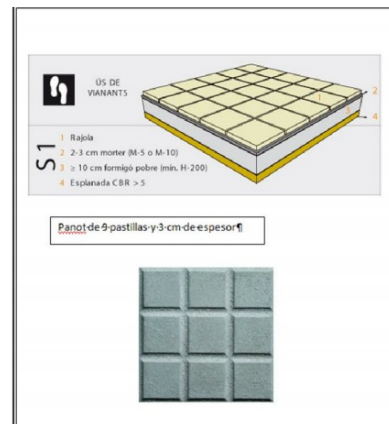 ÚS DE
VIANANTS
S1
1 Rajola
2 2-3 cm morter (M-5 o M-10)
3 ≥ 10 cm formigó pobre (min. H-200)
4 Esplanada CBR > 5
1
2
3
4
Panot·de·9·pastillas·y·3·cm·de·espesor¶